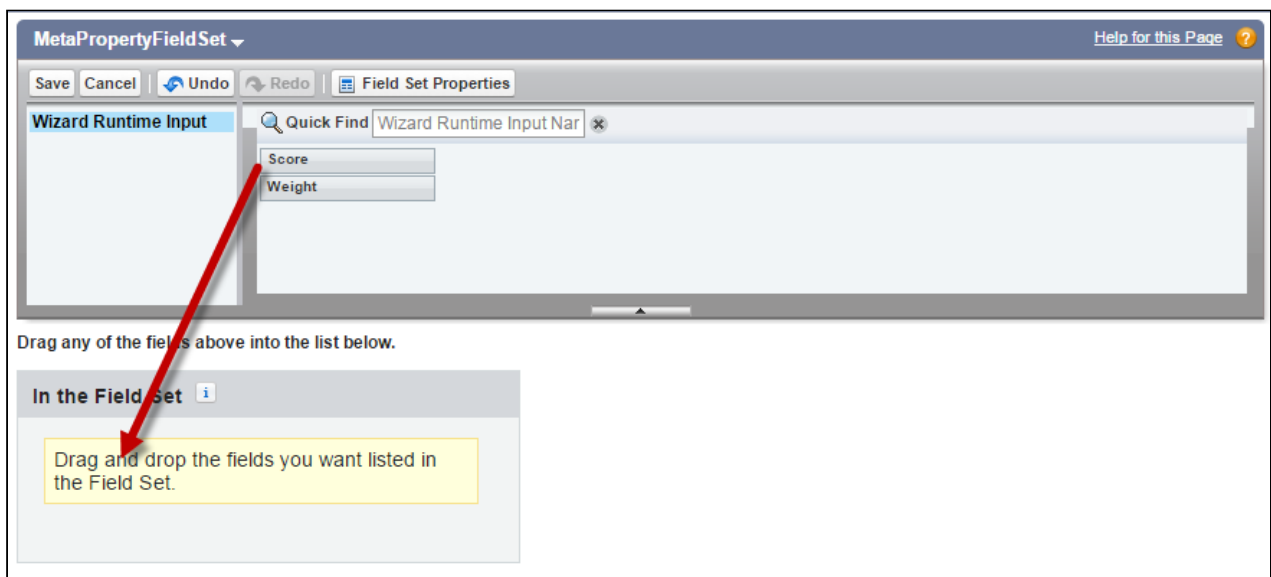 MetaPropertyFieldSet
Help for this Page ?
Save Cancel Undo Redo Field Set Properties
Wizard Runtime Input
Quick Find Wizard Runtime Input Nar
Score
Weight
Drag any of the fields above into the list below.
In the Field Set i
Drag and drop the fields you want listed in
the Field Set.